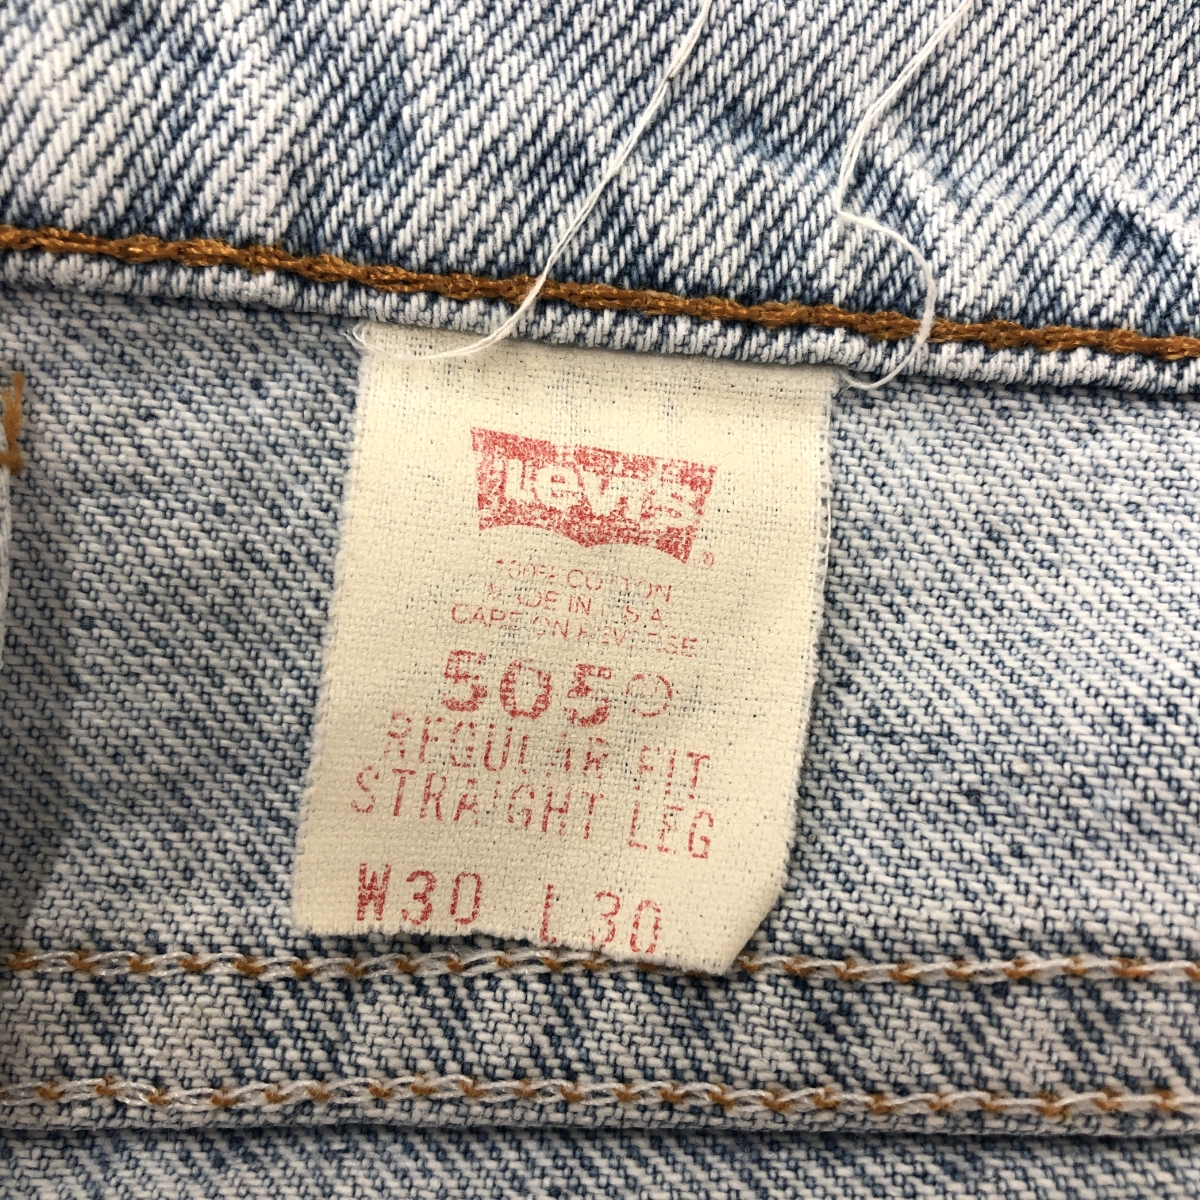 Levi's
®
100% COTTON
MADE IN U.S.A.
CARE ON REVERSE
505
REGULAR FIT
STRAIGHT LEG
W30 L30